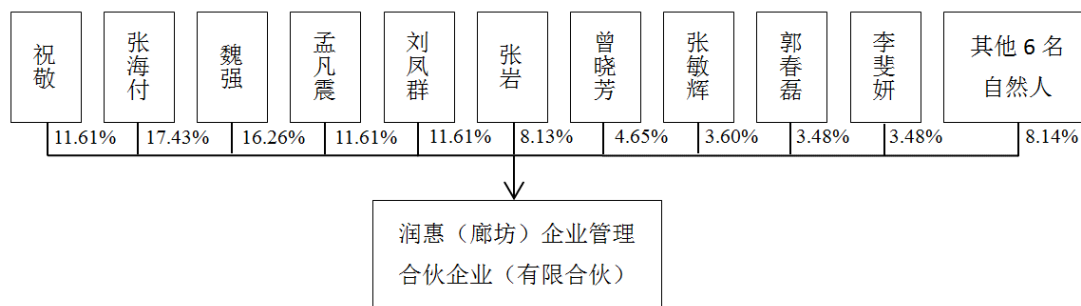 祝敬
张海付
魏强
孟凡震
刘凤群
张岩
曾晓芳
张敏辉
郭春磊
李斐妍
其他 6 名
自然人
11.61%
17.43%
16.26%
11.61%
11.61%
8.13%
4.65%
3.60%
3.48%
3.48%
8.14%
润惠（廊坊）企业管理
合伙企业（有限合伙）